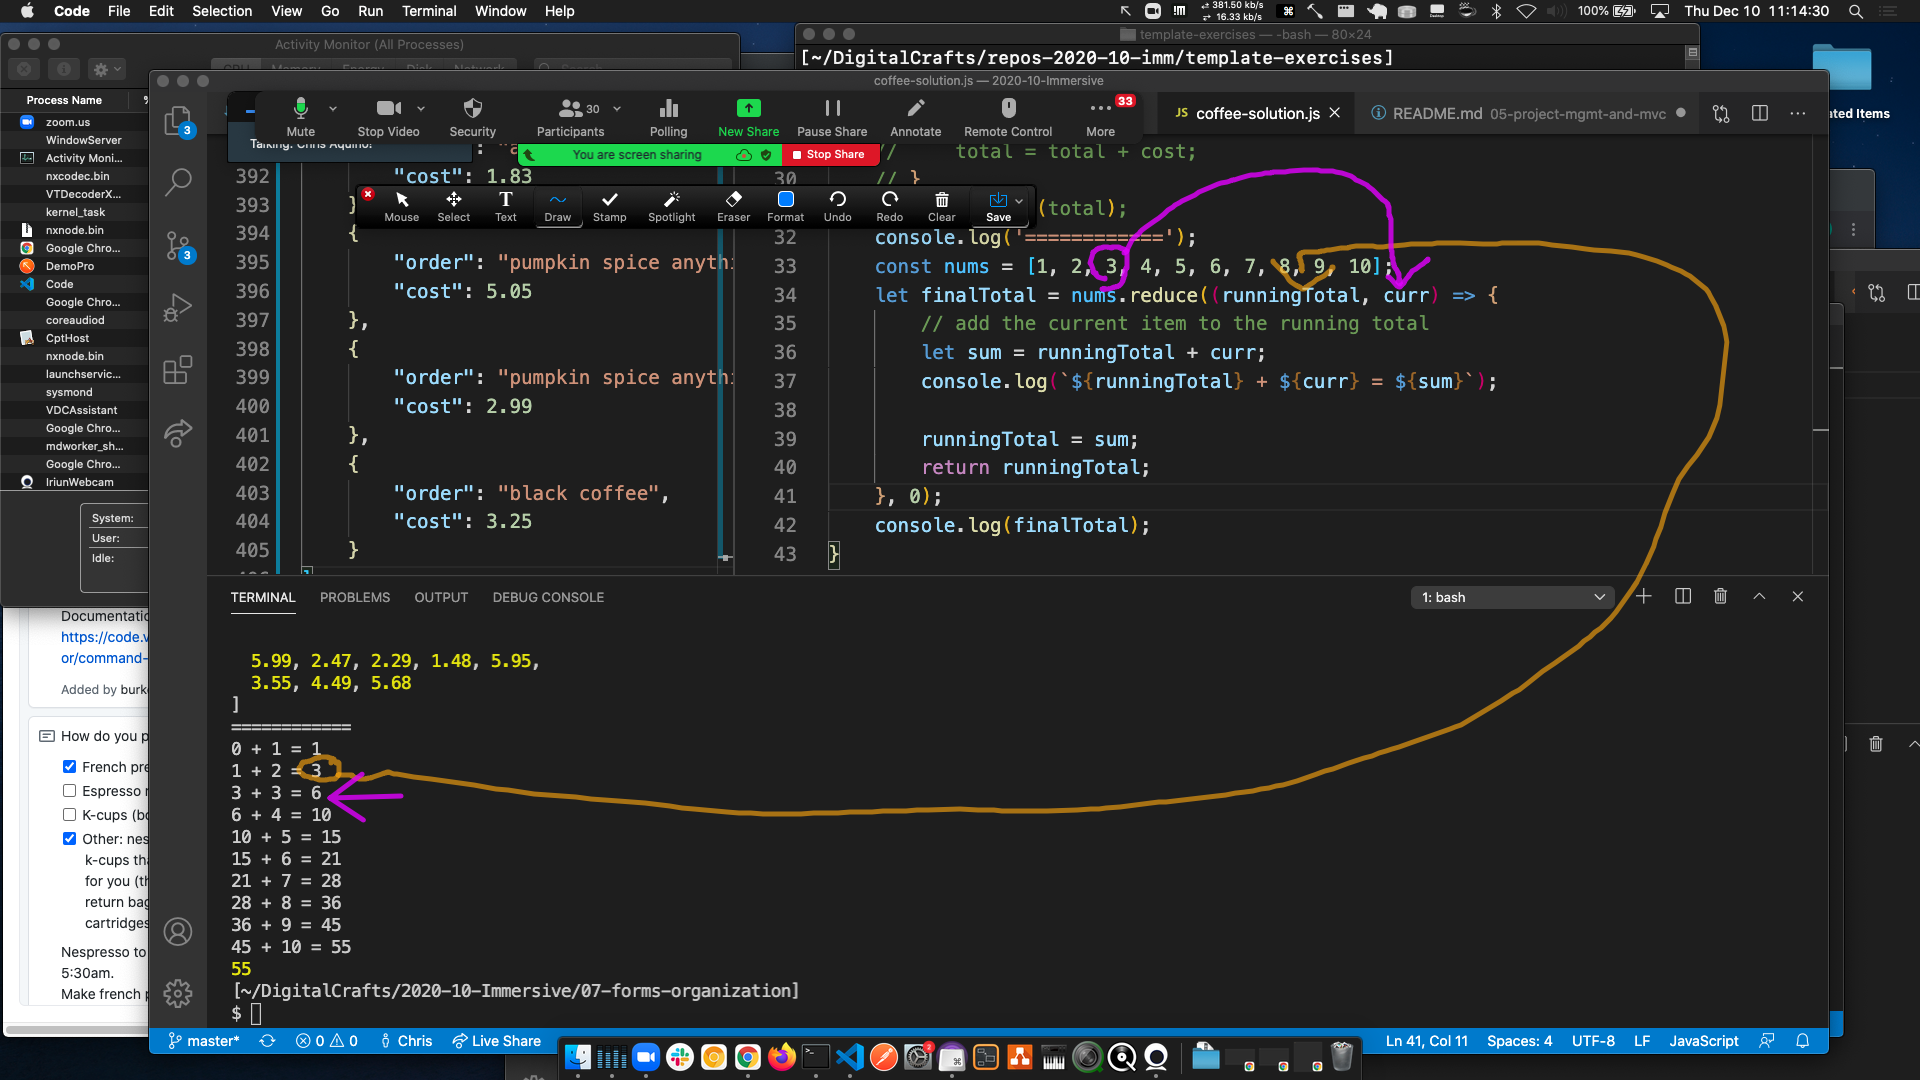 Code File Edit Selection View Go Run Terminal Window Help
381.50 kb/s
16.33 kb/s
100%
Thu Dec 10 11:14:30
Activity Monitor (All Processes)
template-exercises — -bash — 80×24
[~/DigitalCrafts/repos-2020-10-imm/template-exercises]
coffee-solution.js — 2020-10-Immersive
Process Name
zoom.us
WindowServer
Activity Moni...
nxcodec.bin
VTDecoderX...
kernel_task
nxnode.bin
Google Chro...
DemoPro
Code
Google Chro...
coreaudiod
CptHost
nxnode.bin
launchservic...
sysmond
VDCAssistant
Google Chro...
mdworker_sh...
Google Chro...
IriunWebcam
System:
User:
Idle:
Mute
Stop Video
Security
30
Participants
Polling
New Share
Pause Share
Annotate
Remote Control
33
More
Talking: Chris Aquino!
You are screen sharing
Stop Share
Mouse Select Text Draw Stamp Spotlight Eraser Format Undo Redo Clear Save
JS coffee-solution.js
README.md 05-project-mgmt-and-mvc
ated Items
3
3
392 "cost": 1.83
393 }
394 {
395 "order": "pumpkin spice anythi
396 "cost": 5.05
397 },
398 {
399 "order": "pumpkin spice anythi
400 "cost": 2.99
401 },
402 {
403 "order": "black coffee",
404 "cost": 3.25
405 }
]
// total = total + cost;
30 // }
(total);
32 console.log('============');
33 const nums = [1, 2, 3, 4, 5, 6, 7, 8, 9, 10];
34 let finalTotal = nums.reduce((runningTotal, curr) => {
35 // add the current item to the running total
36 let sum = runningTotal + curr;
37 console.log(`${runningTotal} + ${curr} = ${sum}`);
38
39 runningTotal = sum;
40 return runningTotal;
41 }, 0);
42 console.log(finalTotal);
43 }
TERMINAL PROBLEMS OUTPUT DEBUG CONSOLE
1: bash
5.99, 2.47, 2.29, 1.48, 5.95,
3.55, 4.49, 5.68
]
============
0 + 1 = 1
1 + 2 = 3
3 + 3 = 6
6 + 4 = 10
10 + 5 = 15
15 + 6 = 21
21 + 7 = 28
28 + 8 = 36
36 + 9 = 45
45 + 10 = 55
55
[~/DigitalCrafts/2020-10-Immersive/07-forms-organization]
$
Documentatio
https://code.v
or/command-
Added by burke
How do you p
French pre
Espresso
K-cups (bo
Other: nes
k-cups tha
for you (th
return bag
cartridges
Nespresso to
5:30am.
Make french p
master* 0 0 Chris Live Share
2
Ln 41, Col 11 Spaces: 4 UTF-8 LF JavaScript